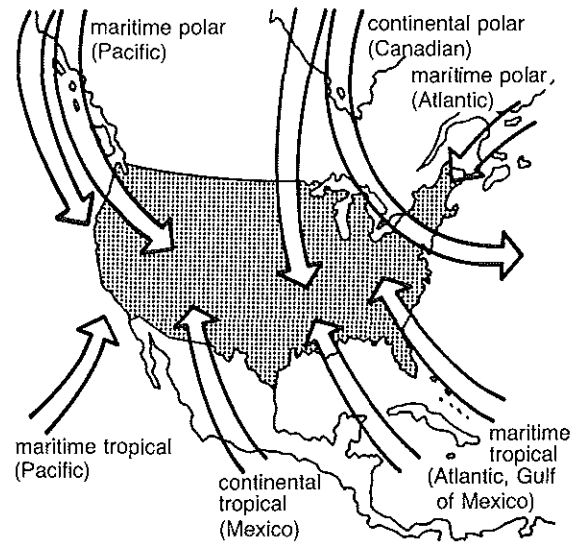 maritime polar
(Pacific)
continental polar
(Canadian)
maritime polar,
(Atlantic)
maritime tropical
(Pacific)
continental
tropical
(Mexico)
maritime
tropical
(Atlantic, Gulf
of Mexico)